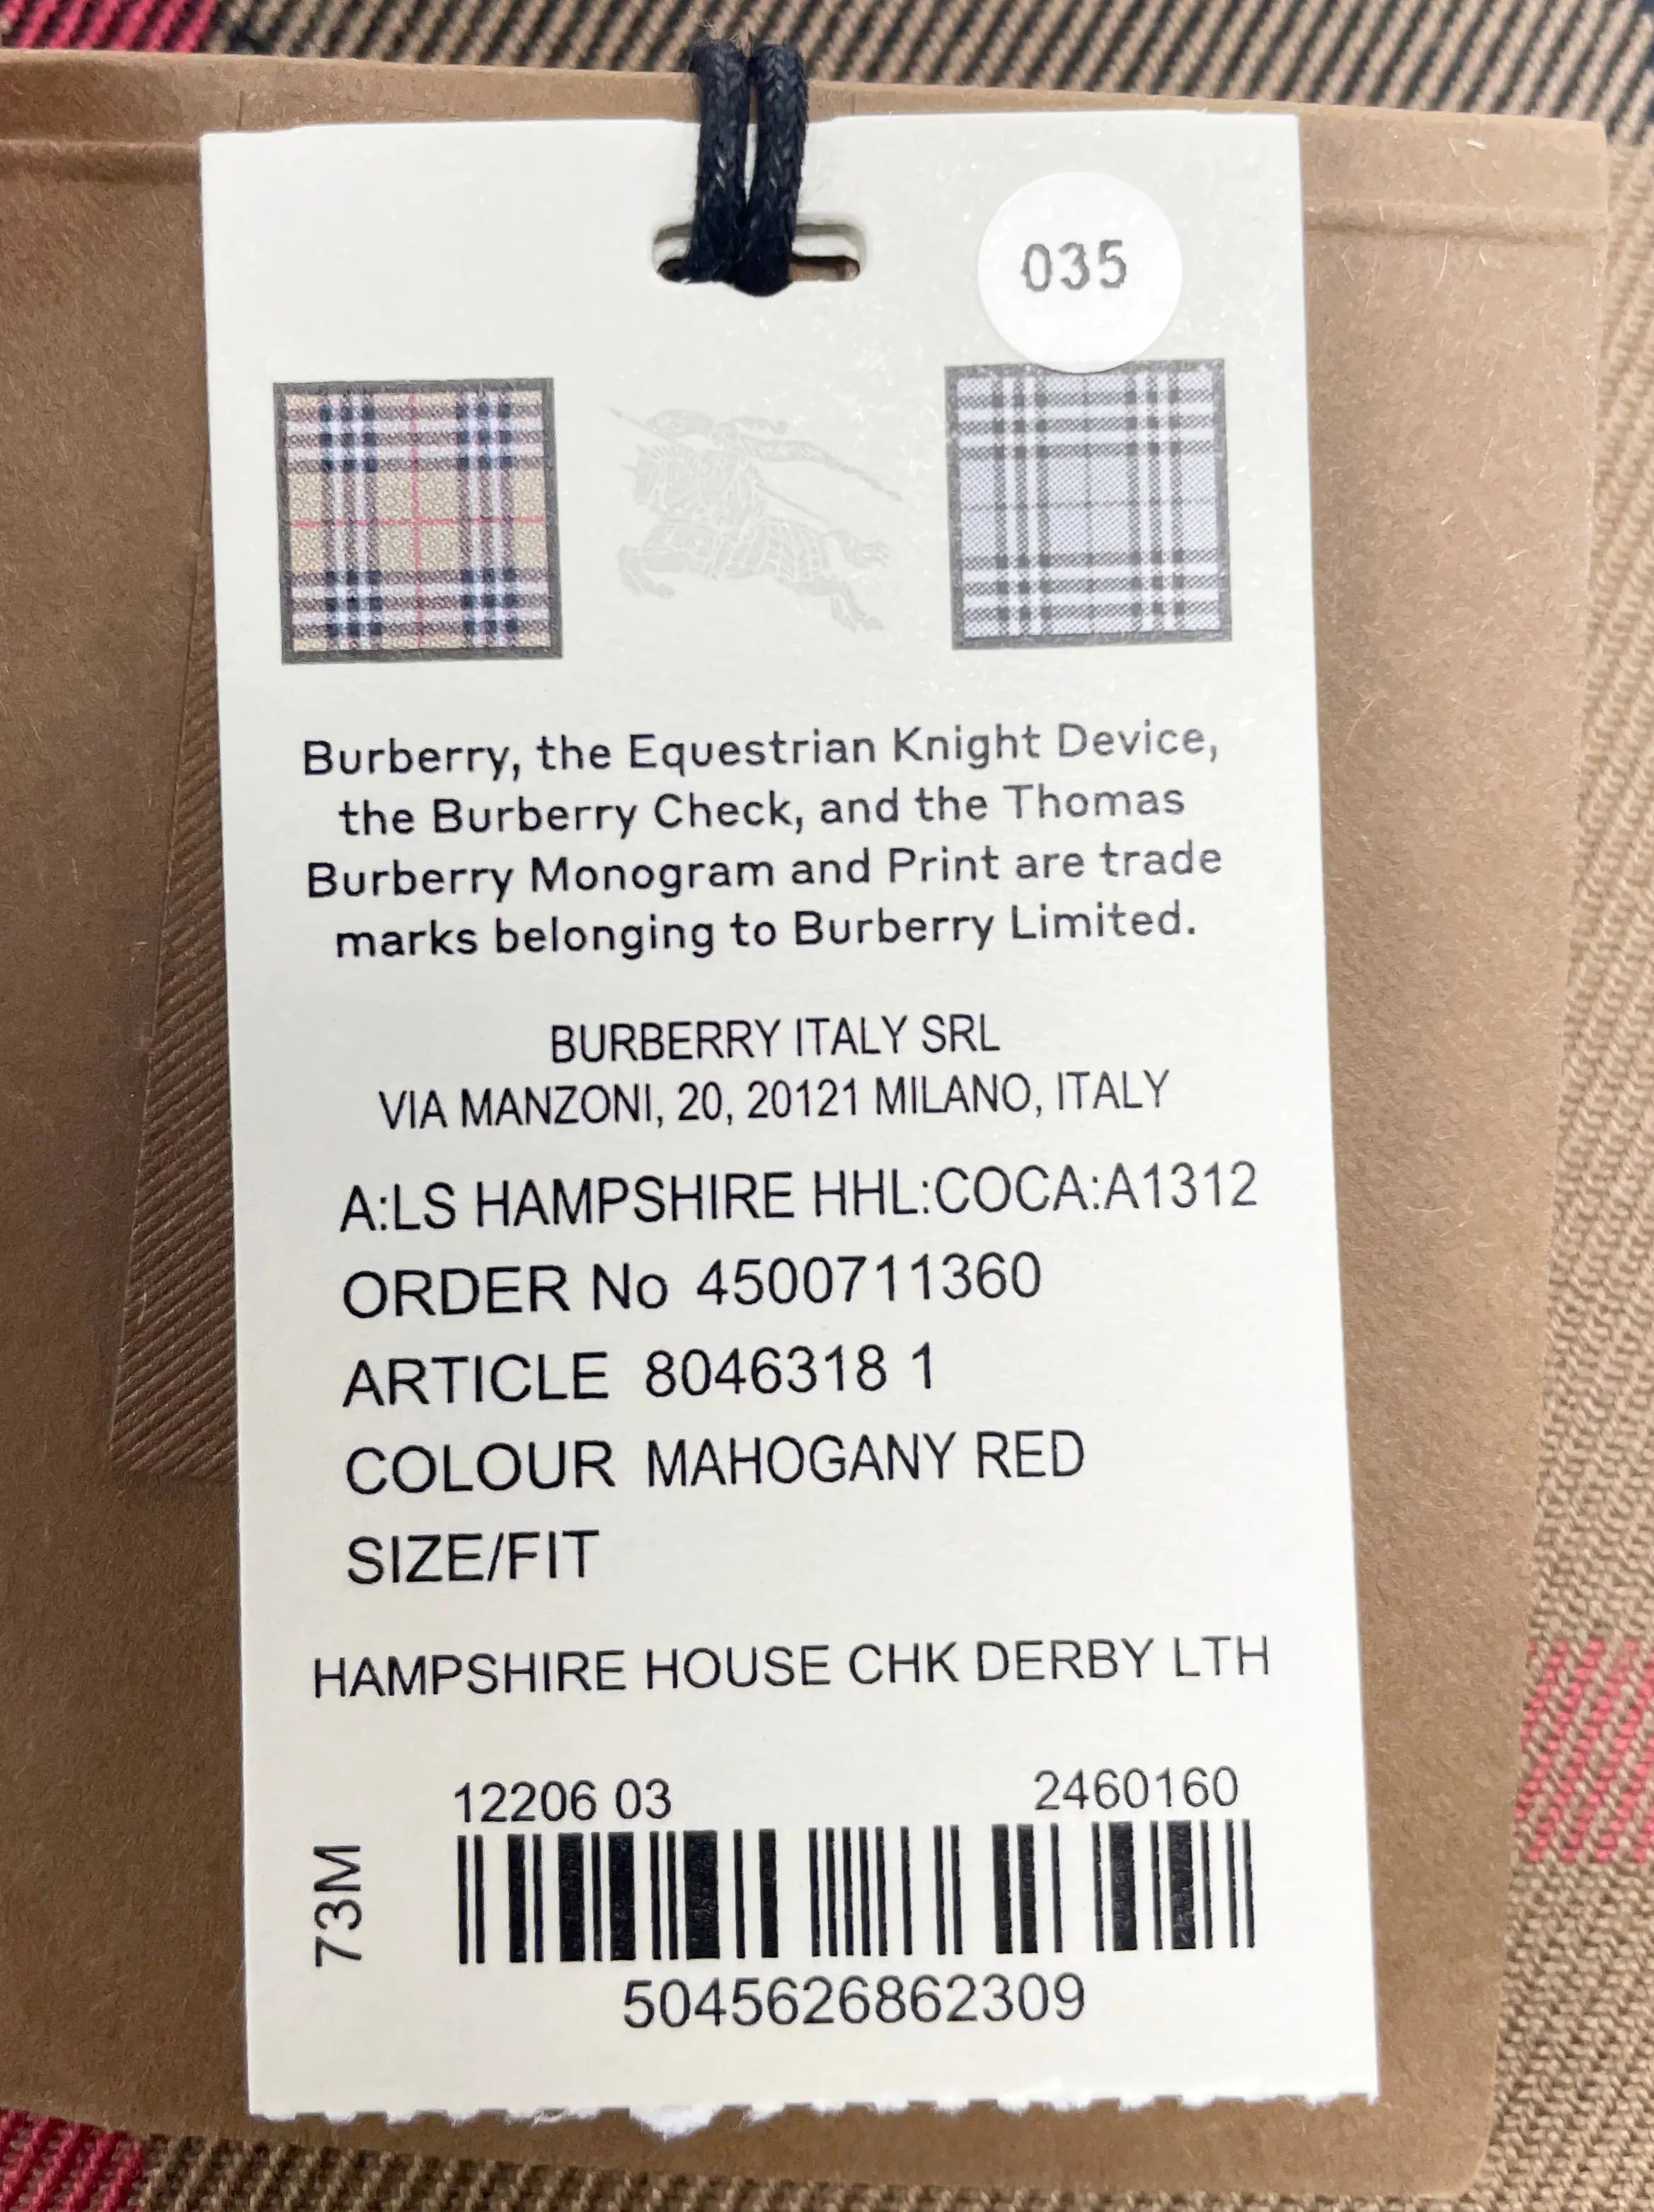 035
Burberry, the Equestrian Knight Device,
the Burberry Check, and the Thomas
Burberry Monogram and Print are trade
marks belonging to Burberry Limited.
BURBERRY ITALY SRL
VIA MANZONI, 20, 20121 MILANO, ITALY
A:LS HAMPSHIRE HHL:COCA:A1312
ORDER No 4500711360
ARTICLE 8046318 1
COLOUR MAHOGANY RED
SIZE/FIT
HAMPSHIRE HOUSE CHK DERBY LTH
12206 03 2460160
73M
5045626862309